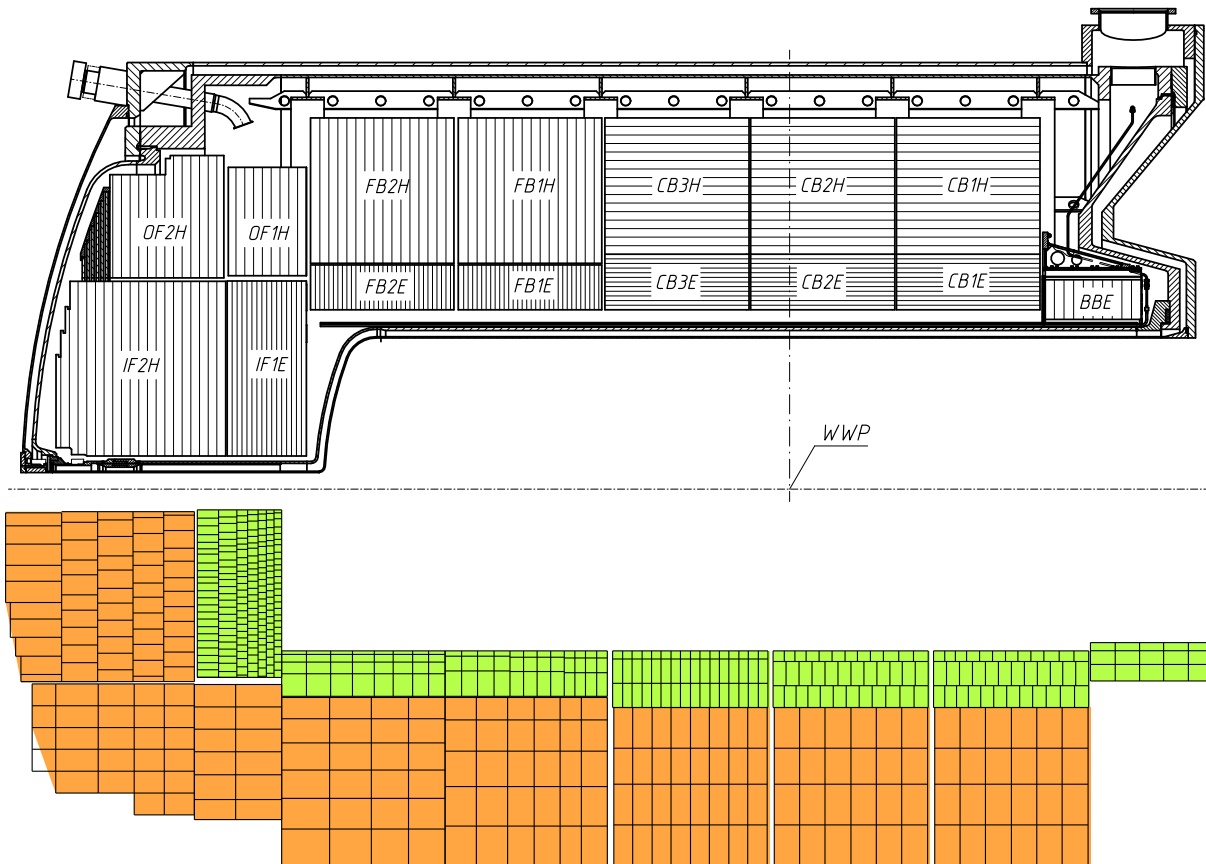 FB2H
FB1H
CB3H
CB2H
CB1H
OF2H
OF1H
FB2E
FB1E
CB3E
CB2E
CB1E
BBE
IF2H
IF1E
WWP